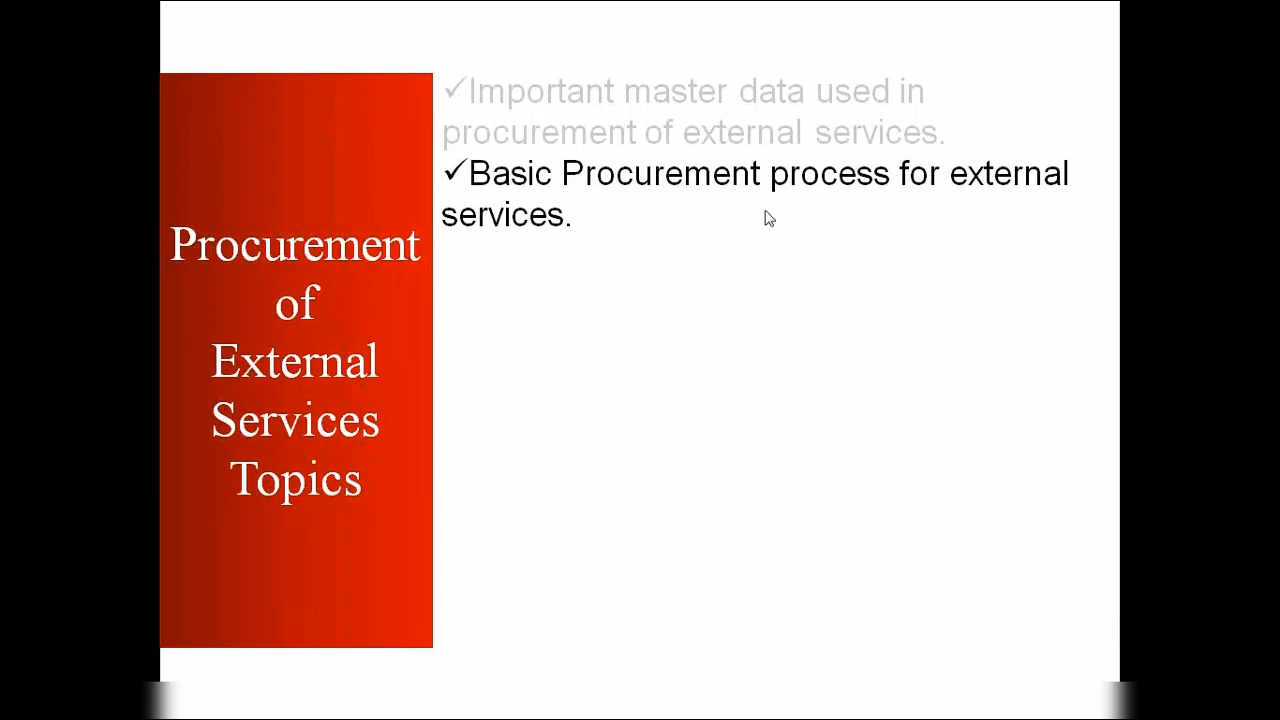 Procurement
of
External
Services
Topics
✓Important master data used in
procurement of external services.
✓Basic Procurement process for external
services.